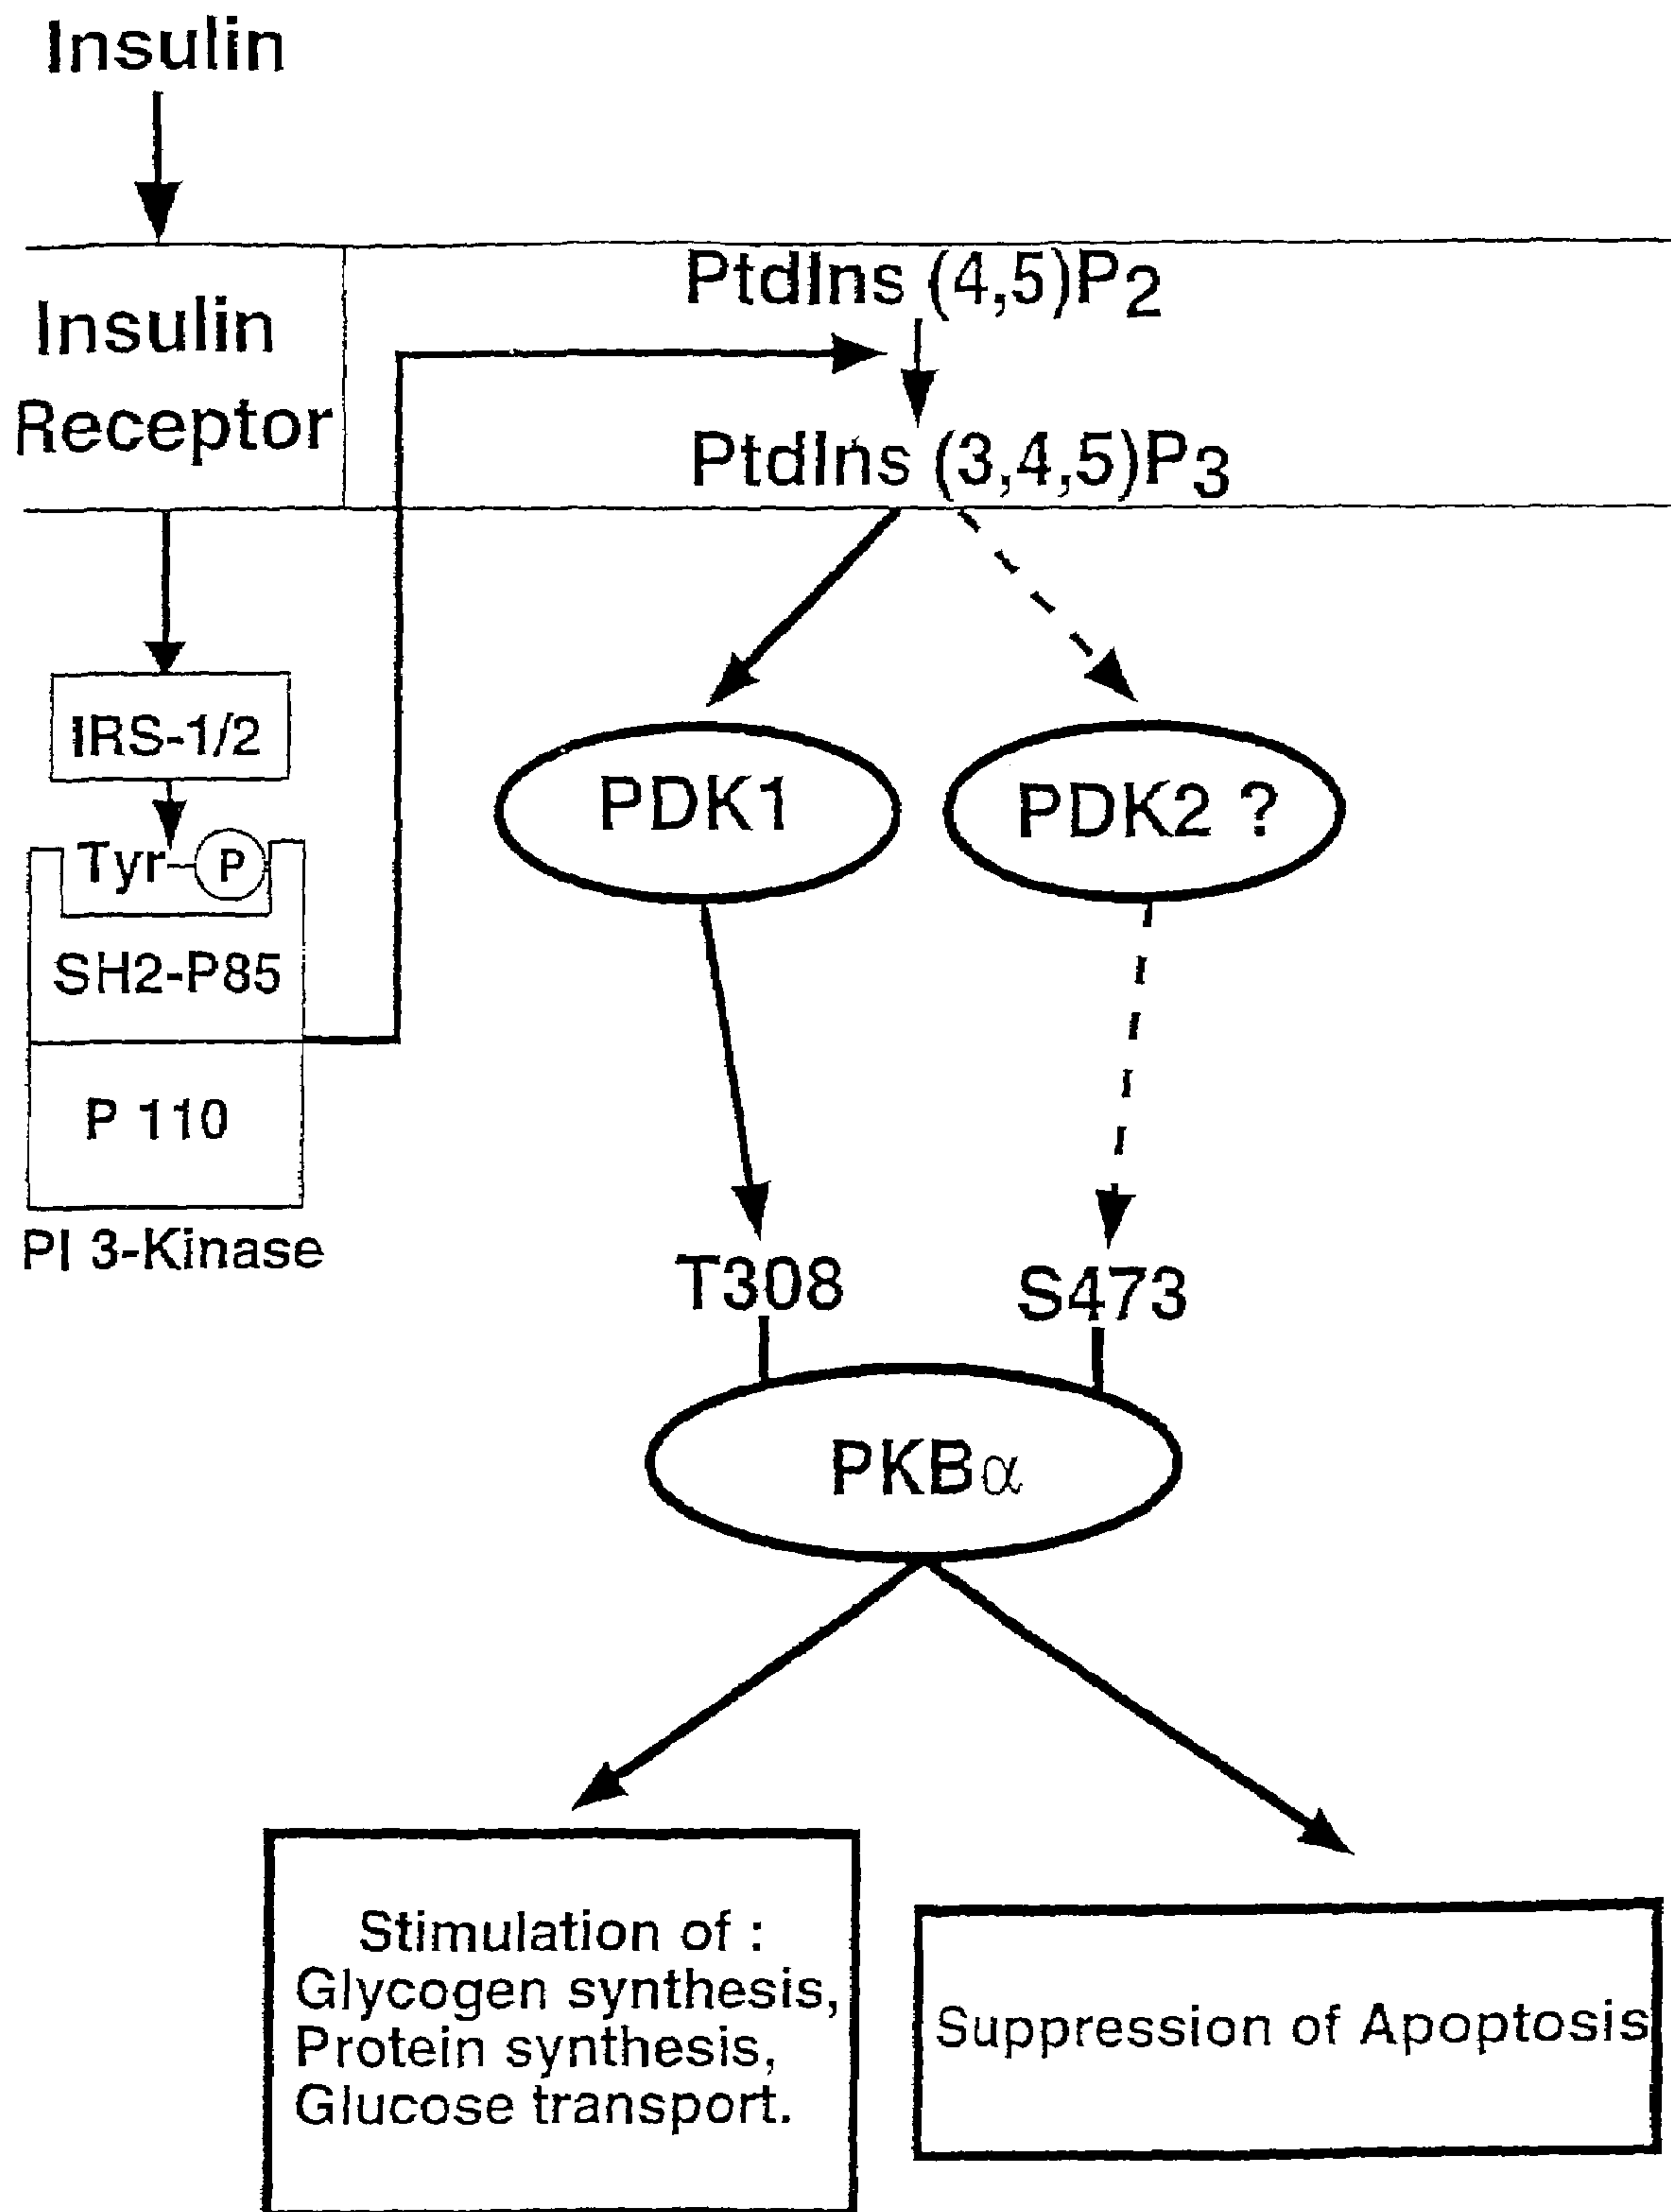 Insulin
Insulin
Receptor
PtdIns (4,5)P2
PtdIns (3,4,5)P3
IRS-1/2
Tyr P
SH2-P85
P 110
PI 3-Kinase
PDK1
PDK2 ?
T308
S473
PKBα
Stimulation of :
Glycogen synthesis,
Protein synthesis,
Glucose transport.
Suppression of Apoptosis